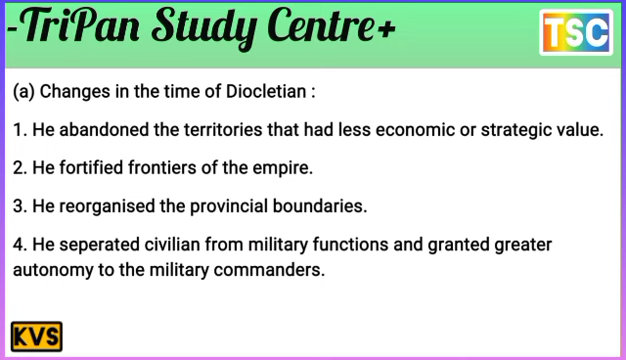 -TriPan Study Centre+
TSC
(a) Changes in the time of Diocletian :
1. He abandoned the territories that had less economic or strategic value.
2. He fortified frontiers of the empire.
3. He reorganised the provincial boundaries.
4. He seperated civilian from military functions and granted greater
autonomy to the military commanders.
KVS